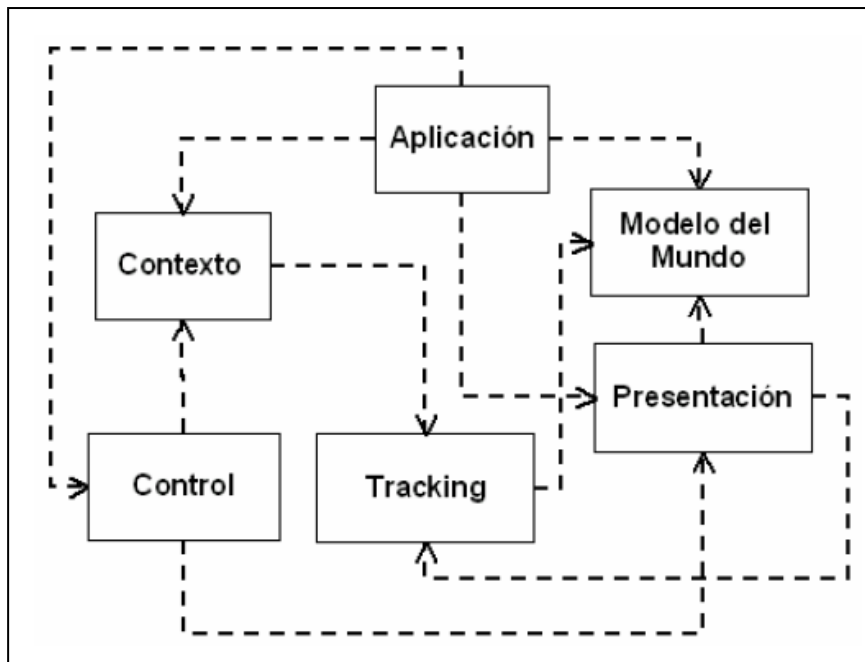 Aplicación
Modelo del
Mundo
Contexto
Presentación
Control
Tracking